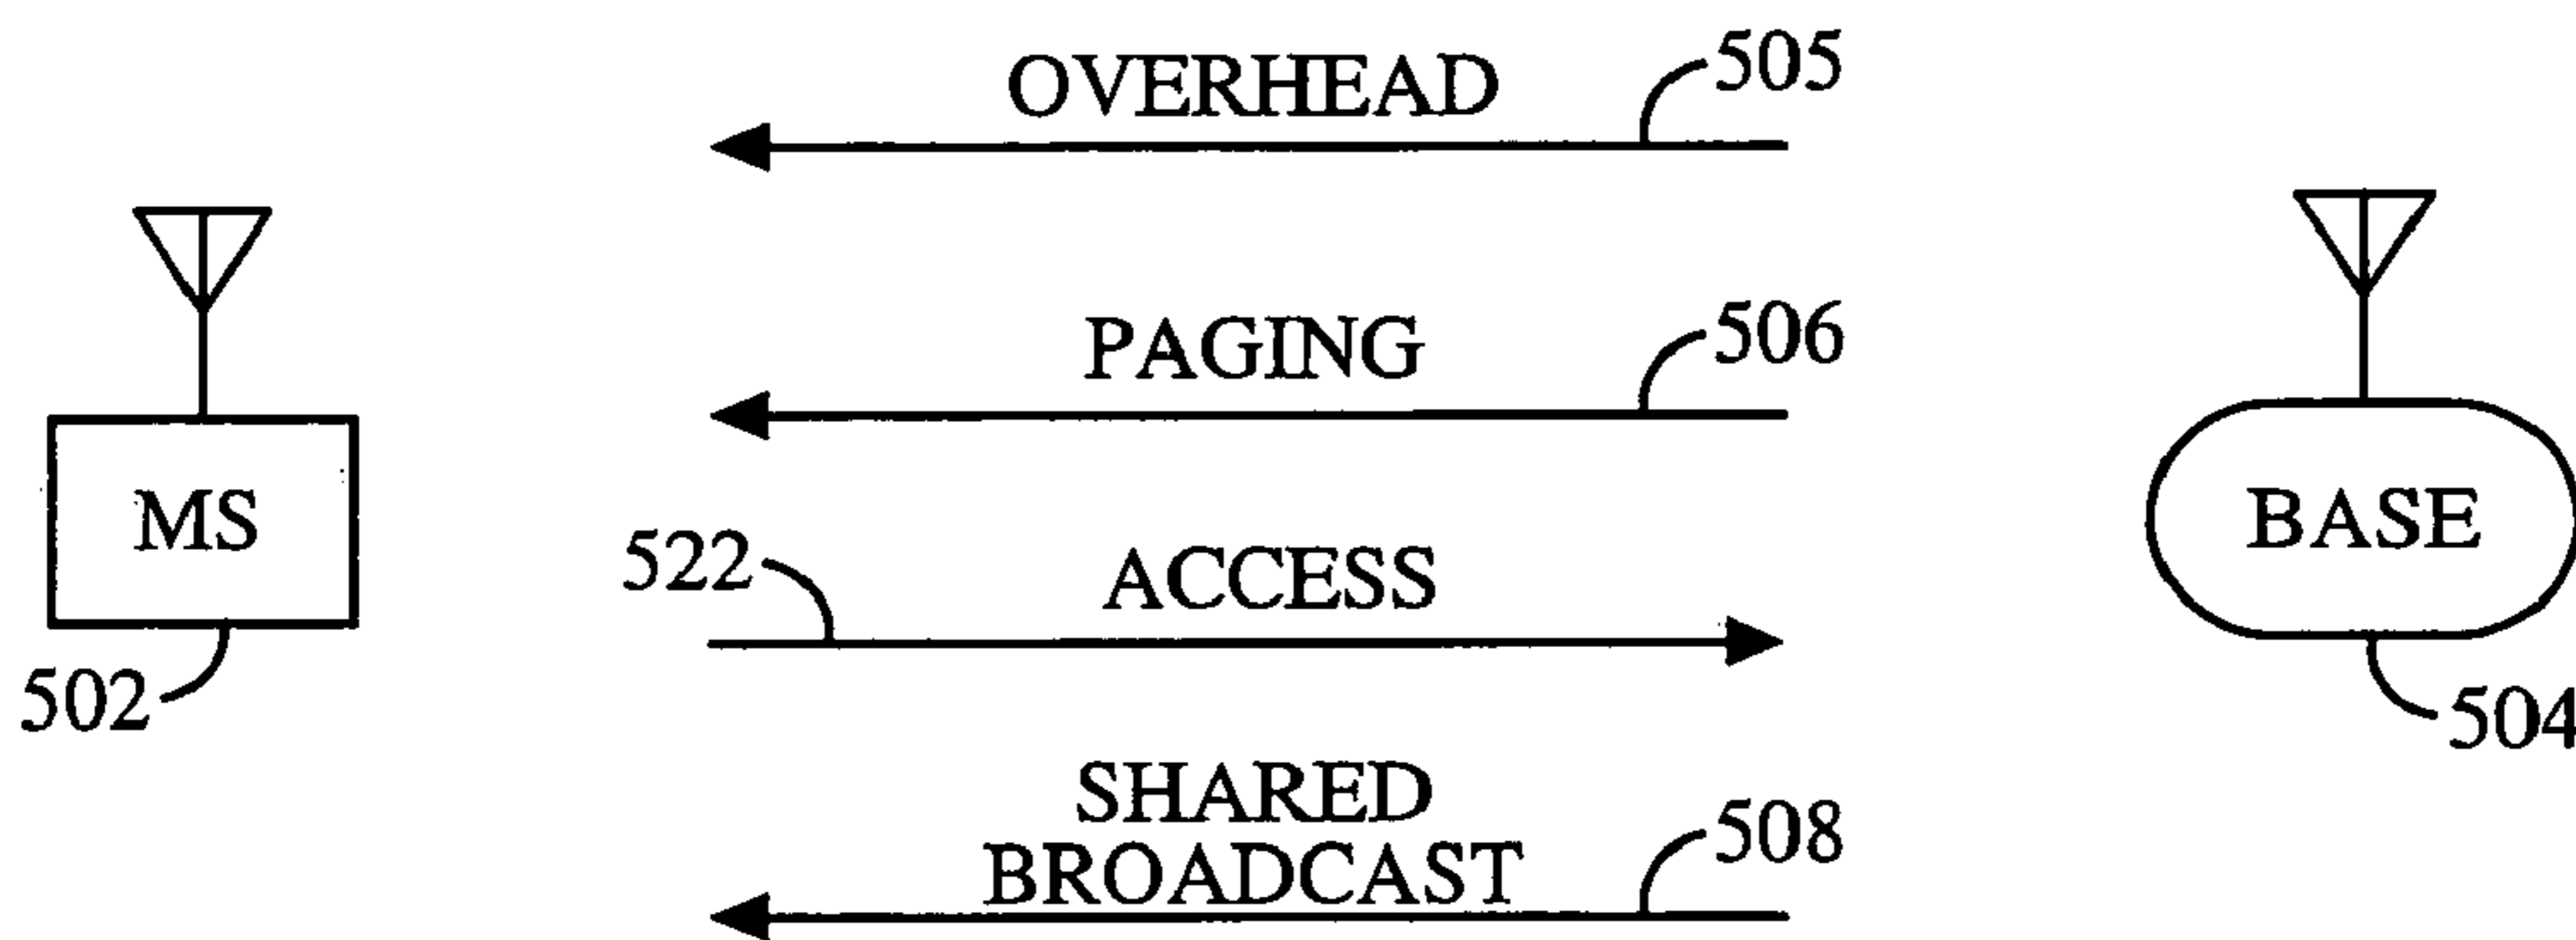 OVERHEAD
505
PAGING
506
MS
BASE
522
ACCESS
502
504
SHARED
BROADCAST
508